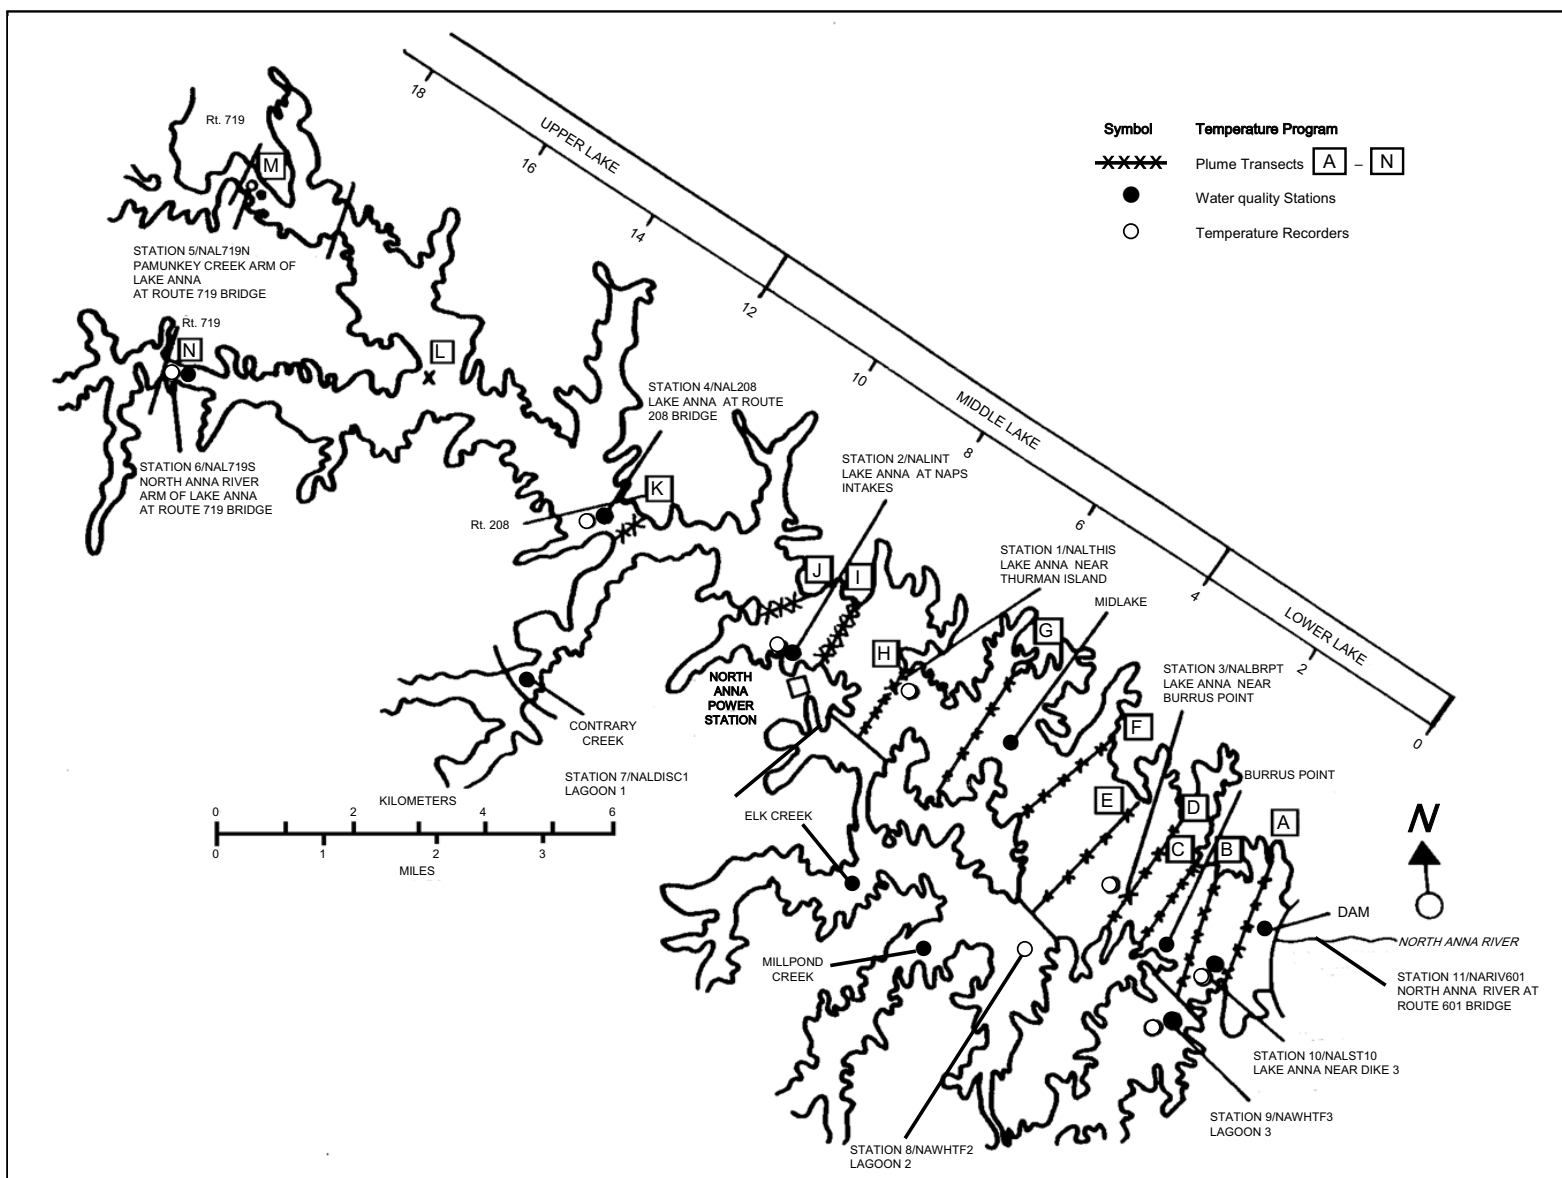 18
16
14
12
10
8
6
4
2
0
UPPER LAKE
MIDDLE LAKE
LOWER LAKE
Symbol Temperature Program
Plume Transects A – N
Water quality Stations
Temperature Recorders
Rt. 719
M
STATION 5/NAL719N
PAMUNKEY CREEK ARM OF
LAKE ANNA
AT ROUTE 719 BRIDGE
Rt. 719
N
L
STATION 6/NAL719S
NORTH ANNA RIVER
ARM OF LAKE ANNA
AT ROUTE 719 BRIDGE
STATION 4/NAL208
LAKE ANNA AT ROUTE
208 BRIDGE
K
Rt. 208
STATION 2/NALINT
LAKE ANNA AT NAPS
INTAKES
J
I
STATION 1/NALTHIS
LAKE ANNA NEAR
THURMAN ISLAND
MIDLAKE
G
H
NORTH
ANNA
POWER
STATION
STATION 3/NALBRPT
LAKE ANNA NEAR
BURRUS POINT
F
CONTRARY
CREEK
STATION 7/NALDISC1
LAGOON 1
BURRUS POINT
E
D
A
C
B
ELK CREEK
KILOMETERS
0 2 4 6
0 1 2 3
MILES
N
DAM
NORTH ANNA RIVER
MILLPOND
CREEK
STATION 11/NARIV601
NORTH ANNA RIVER AT
ROUTE 601 BRIDGE
STATION 10/NALST10
LAKE ANNA NEAR DIKE 3
STATION 9/NAWHTF3
LAGOON 3
STATION 8/NAWHTF2
LAGOON 2